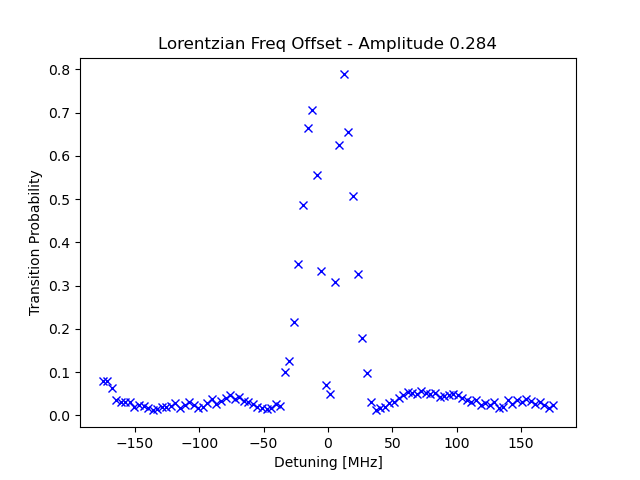 Lorentzian Freq Offset - Amplitude 0.284
Transition Probability
0.8
0.7
0.6
0.5
0.4
0.3
0.2
0.1
0.0
−150 −100 −50 0 50 100 150
Detuning [MHz]